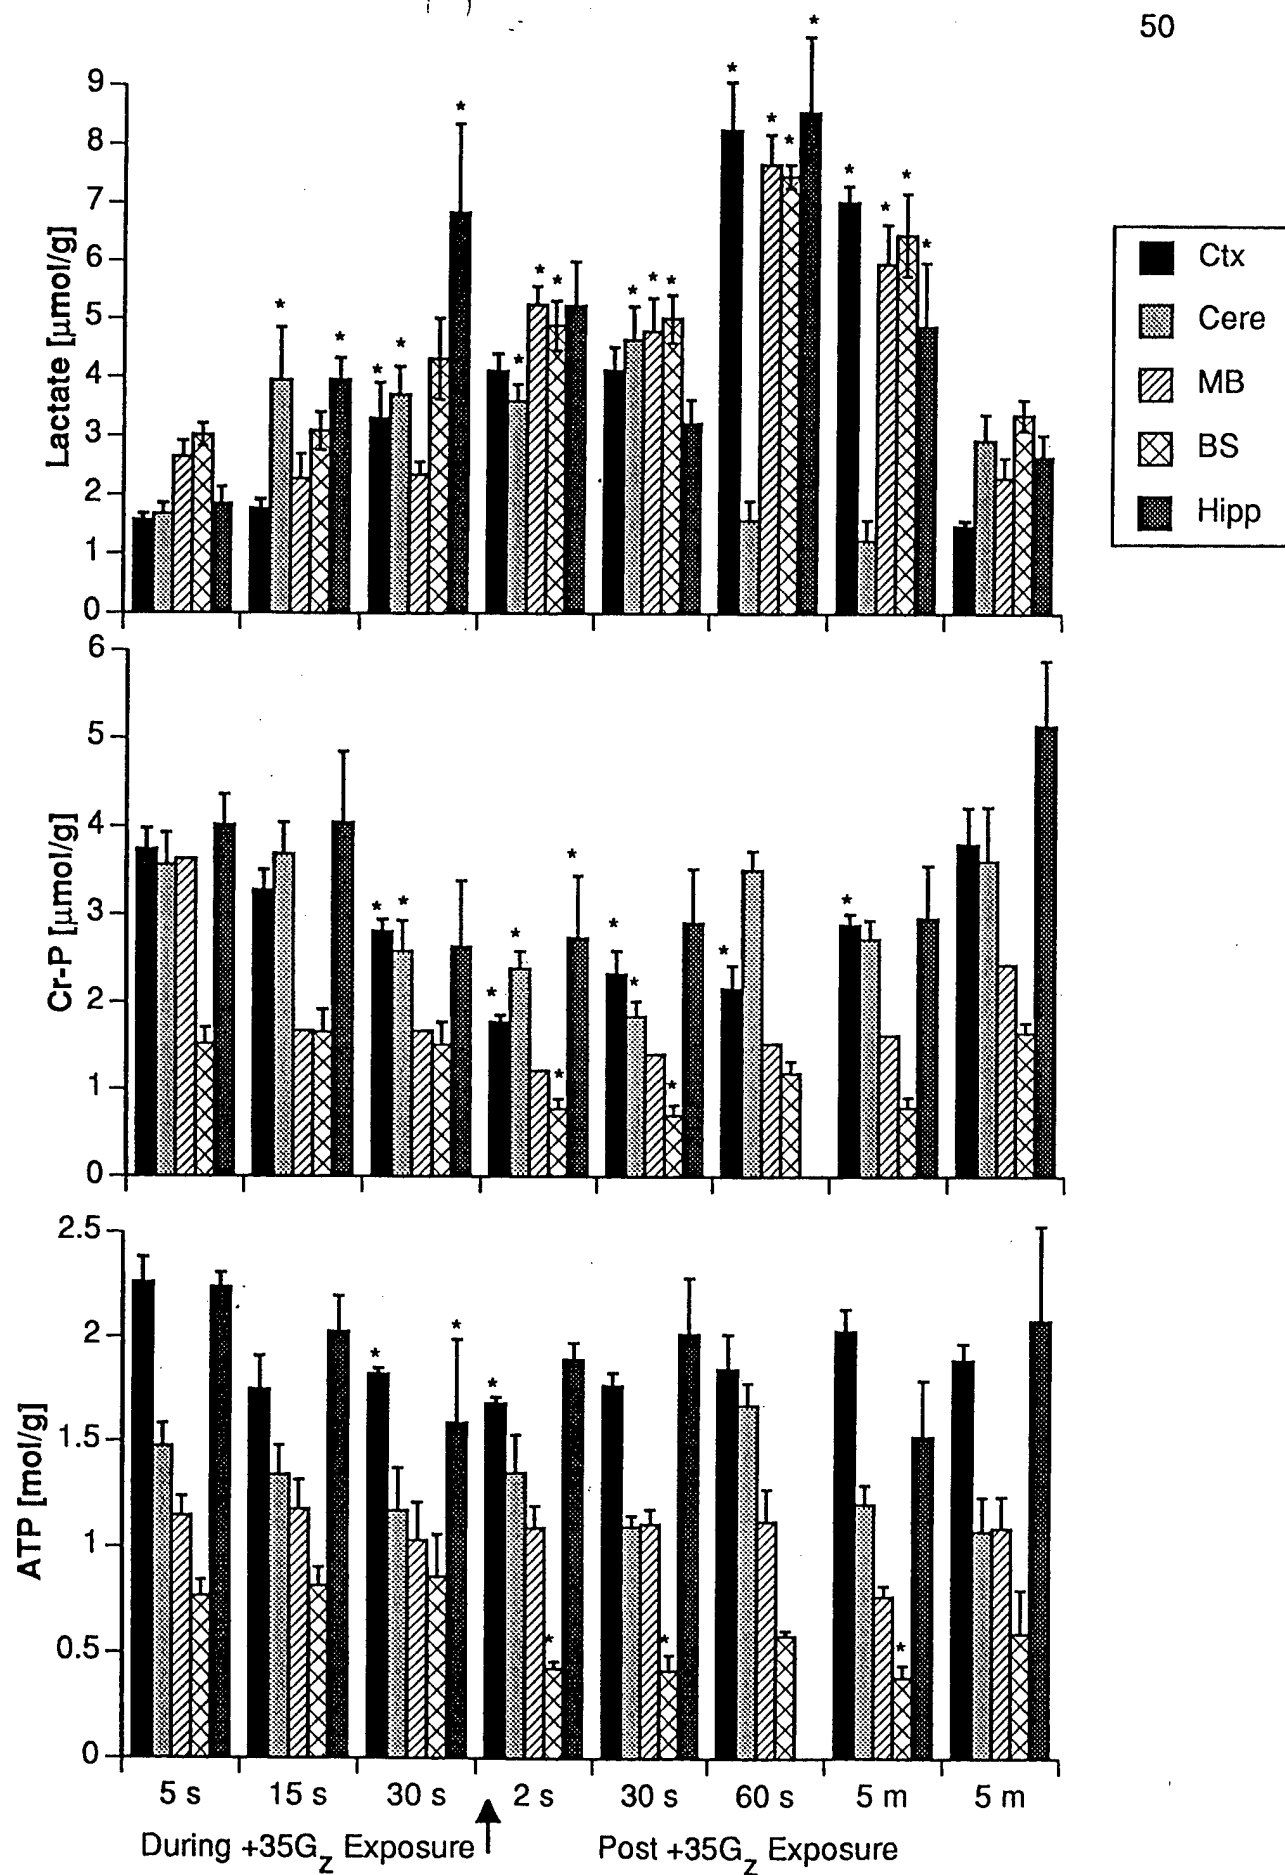 50
9
8
7
6
5
4
3
2
1
0
Lactate [µmol/g]
* * * * * * * * * * * * * * * * * * *
Ctx
Cere
MB
BS
Hipp
6
5
4
3
2
1
0
Cr-P [µmol/g]
* * * * * * * * * * *
2.5
2
1.5
1
0.5
0
ATP [mol/g]
* * * * * *
5 s 15 s 30 s 2 s 30 s 60 s 5 m 5 m
During +35Gz Exposure Post +35Gz Exposure